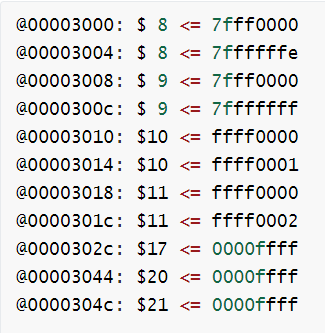 @00003000: $ 8 <= 7fff0000
@00003004: $ 8 <= 7ffffffe
@00003008: $ 9 <= 7fff0000
@0000300c: $ 9 <= 7fffffff
@00003010: $10 <= ffff0000
@00003014: $10 <= ffff0001
@00003018: $11 <= ffff0000
@0000301c: $11 <= ffff0002
@0000302c: $17 <= 0000ffff
@00003044: $20 <= 0000ffff
@0000304c: $21 <= 0000ffff